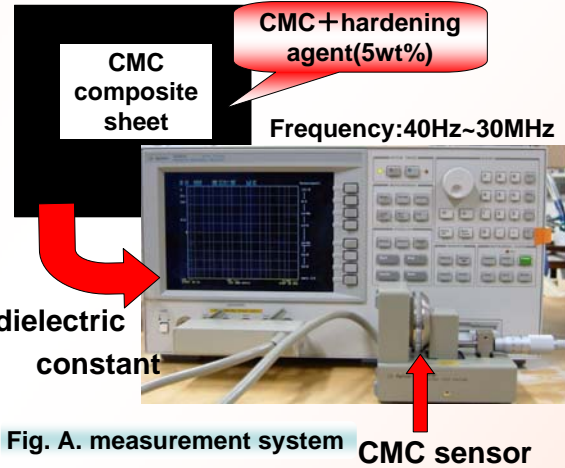 CMC+hardening
agent(5wt%)
CMC
composite
sheet
Frequency:40Hz~30MHz
dielectric
constant
Fig. A. measurement system
CMC sensor